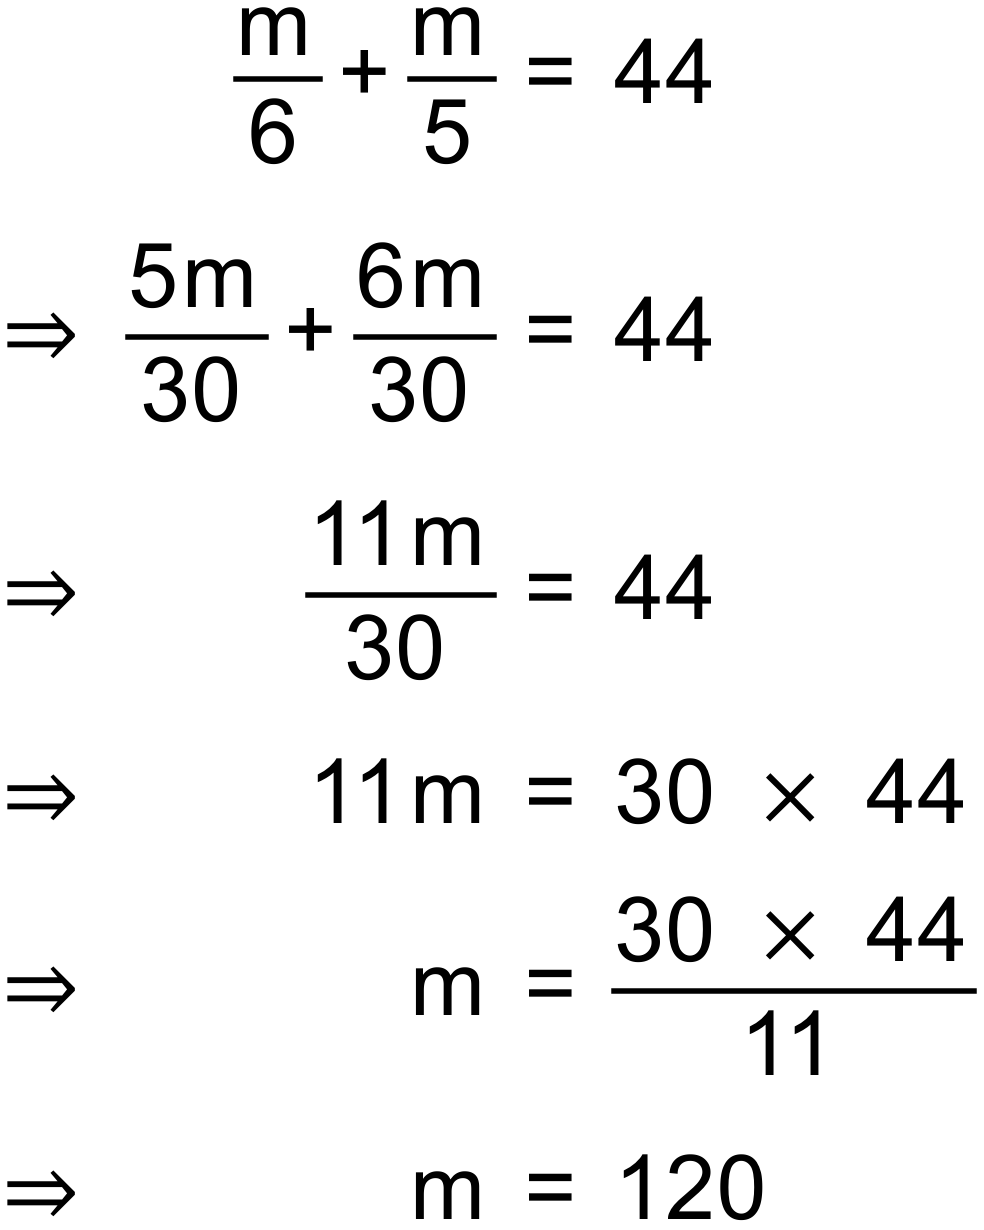 m/6 + m/5 = 44
⇒ 5m/30 + 6m/30 = 44
⇒ 11m/30 = 44
⇒ 11m = 30 × 44
⇒ m = 30 × 44/11
⇒ m = 120